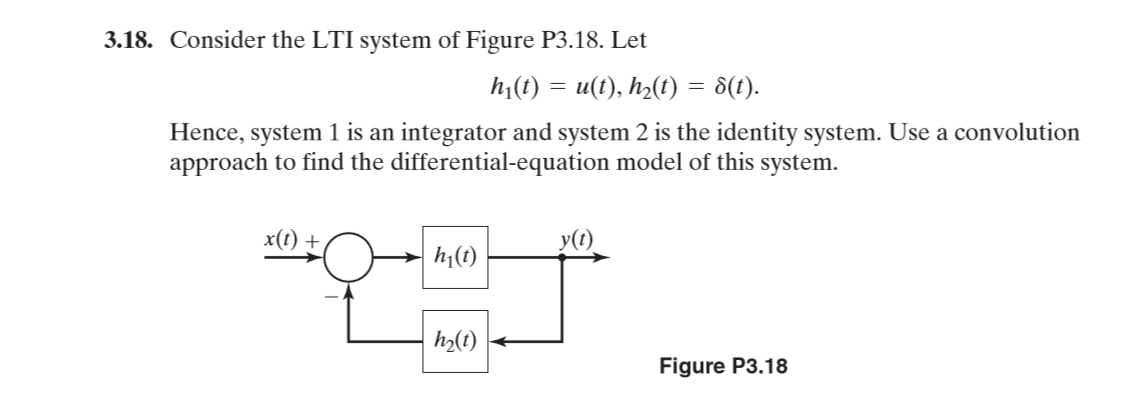 3.18. Consider the LTI system of Figure P3.18. Let
h₁(t) = u(t), h₂(t) = δ(t).
Hence, system 1 is an integrator and system 2 is the identity system. Use a convolution
approach to find the differential-equation model of this system.
x(t) +
h₁(t)
y(t)
−
h₂(t)
Figure P3.18